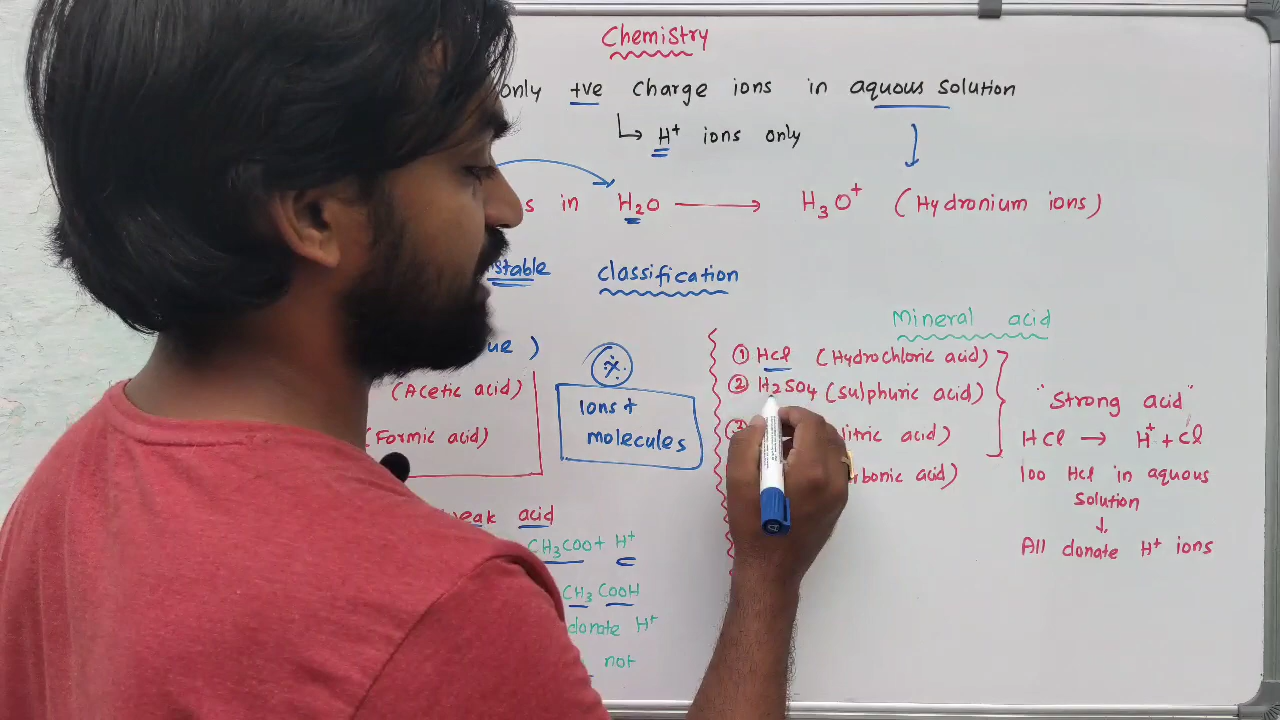 Chemistry
only +ve charge ions in aquous solution
H+ ions only
s in H2O → H3O+ (Hydronium ions)
stable classification
ue )
(Acetic acid)
(Formic acid)
Ions +
molecules
weak acid
CH3COO + H+
CH3 COOH
donate H+
not
Mineral acid
① HCl (Hydrochloric acid)
② H2SO4 (sulphuric acid)
itric acid)
rbonic acid)
"Strong acid"
HCl → H+ + Cl
100 HCl in aquous
solution
↓
All donate H+ ions